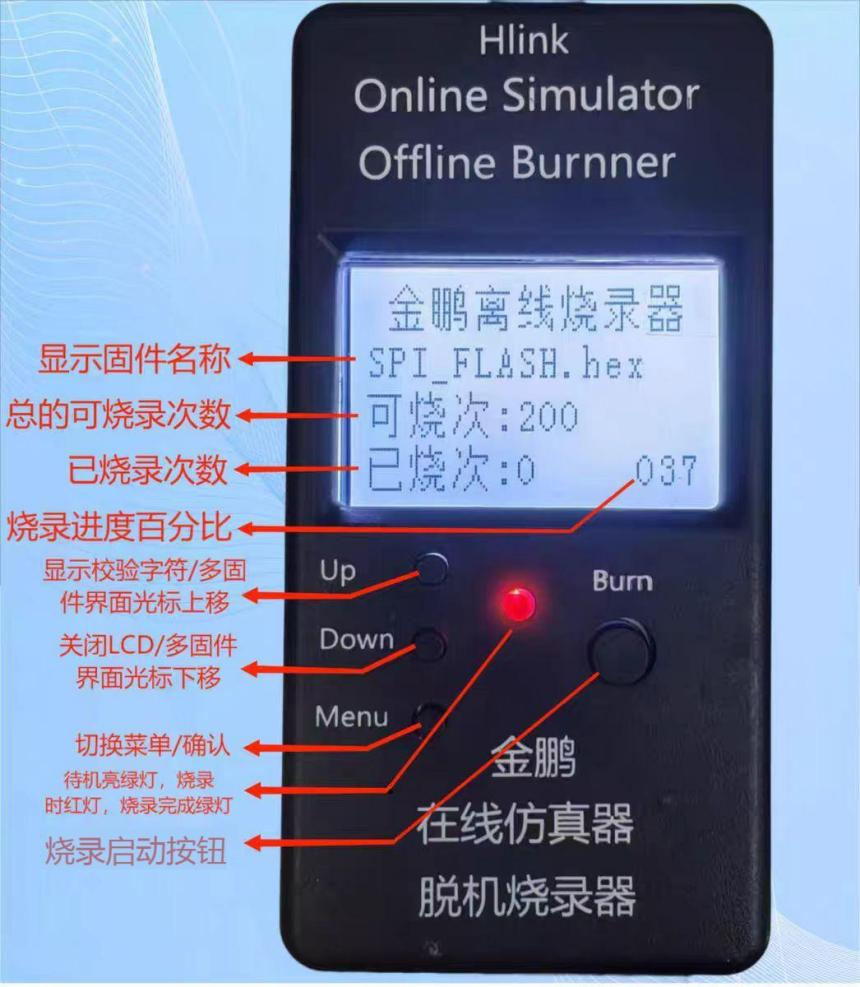 Hlink
Online Simulator
Offline Burnner
金鹏离线烧录器
显示固件名称
SPI_FLASH.hex
总的可烧录次数
可烧次:200
已烧录次数
已烧次:0 037
烧录进度百分比
显示校验字符/多固
件界面光标上移
Up
Burn
关闭LCD/多固件
界面光标下移
Down
Menu
切换菜单/确认
待机亮绿灯，烧录
时红灯，烧录完成绿灯
烧录启动按钮
金鹏
在线仿真器
脱机烧录器